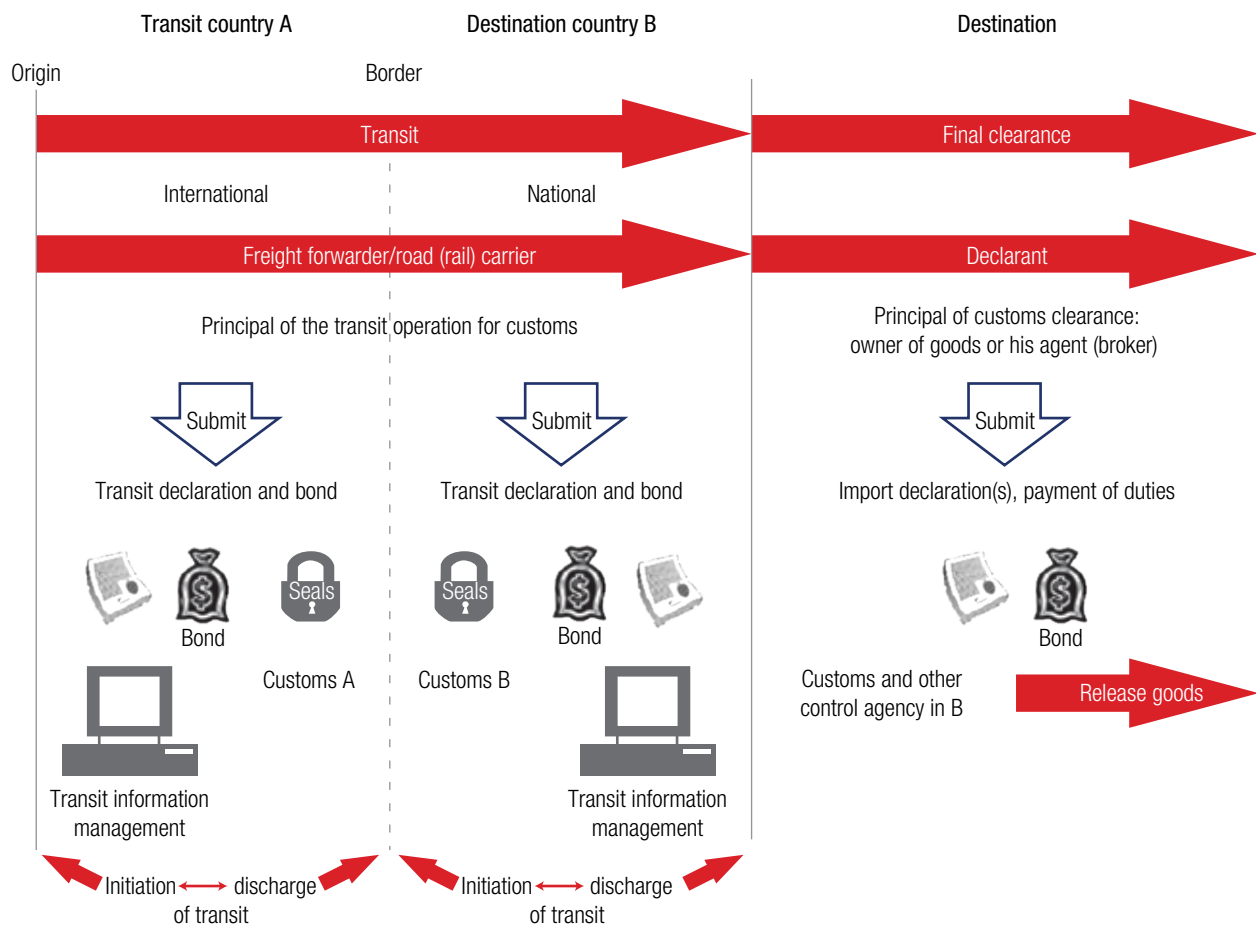 Transit country A
Destination country B
Destination
Origin
Border
Transit
Final clearance
International
National
Freight forwarder/road (rail) carrier
Declarant
Principal of the transit operation for customs
Principal of customs clearance:
owner of goods or his agent (broker)
Submit
Submit
Submit
Transit declaration and bond
Transit declaration and bond
Import declaration(s), payment of duties
$
Seals
Seals
$
$
Bond
Bond
Bond
Customs A
Customs B
Customs and other
control agency in B
Release goods
Transit information
management
Transit information
management
Initiation
discharge
of transit
Initiation
discharge
of transit